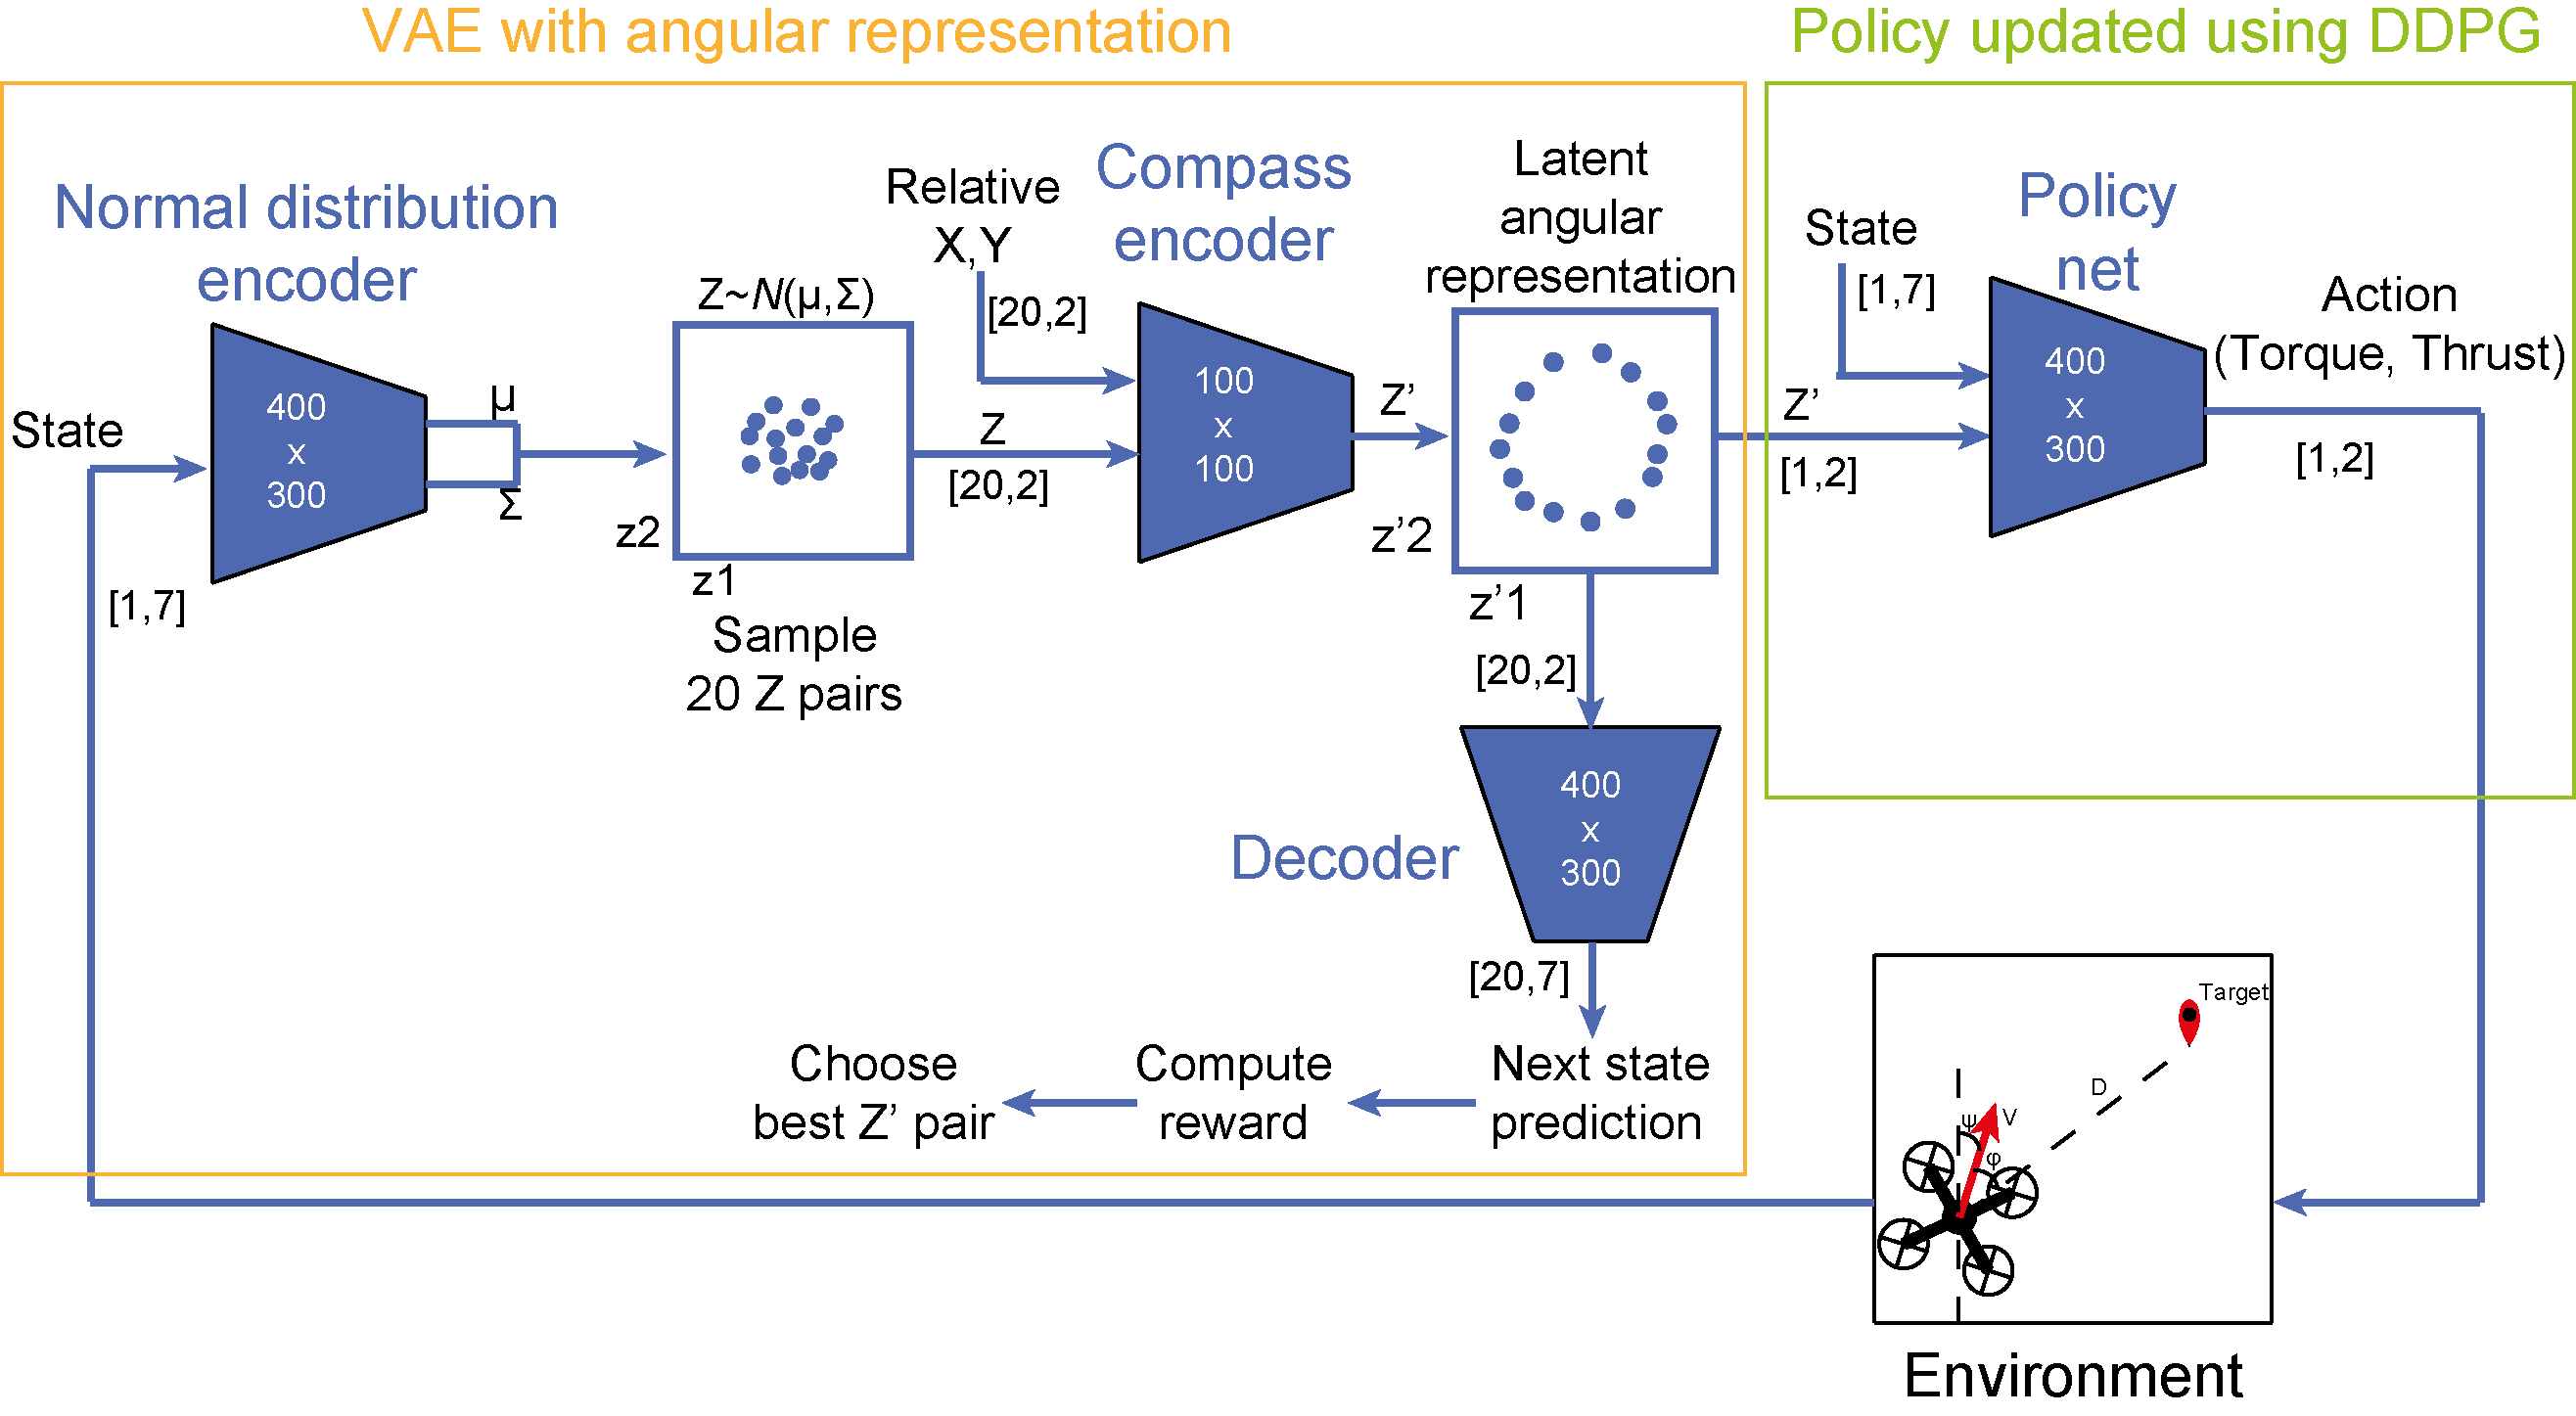 VAE with angular representation
Policy updated using DDPG
Normal distribution
encoder
State
[1,7]
400
x
300
μ
Σ
Z~N(μ,Σ)
z2
z1
Sample
20 Z pairs
Relative
X,Y
[20,2]
Z
[20,2]
Compass
encoder
100
x
100
Z’
Latent
angular
representation
z’2
z’1
[20,2]
Decoder
400
x
300
[20,7]
Next state
prediction
Compute
reward
Choose
best Z’ pair
State
[1,7]
Z’
[1,2]
Policy
net
400
x
300
Action
(Torque, Thrust)
[1,2]
Target
D
V
ψ
φ
Environment